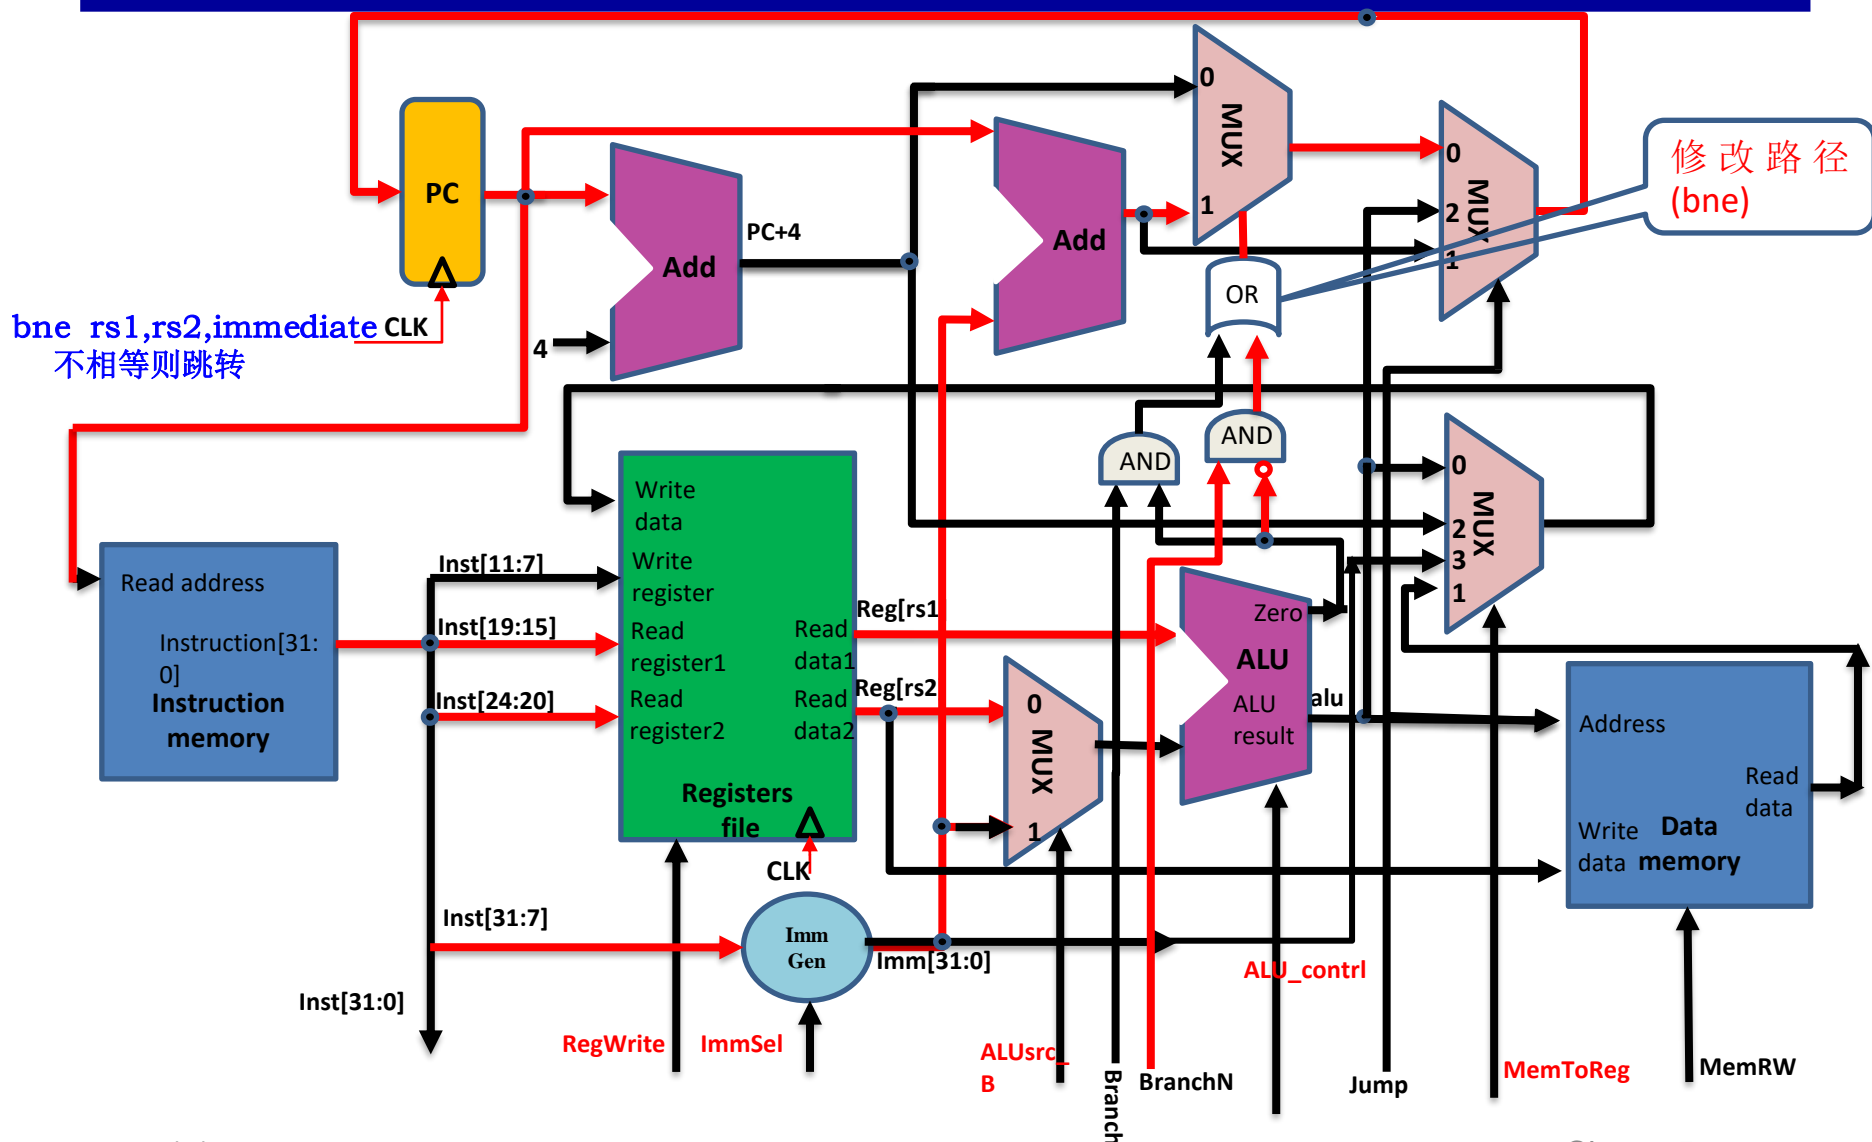 0
MUX
1
PC
PC+4
Add
Add
0
2
MUX
1
修改路径
(bne)
OR
bne rs1,rs2,immediate
不相等则跳转
CLK
4
AND
AND
0
MUX
2
3
1
Write
data
Write
register
Read
register1
Read
register2
Read
data1
Read
data2
Registers
file
CLK
Read address
Instruction[31:
0]
Instruction
memory
Inst[11:7]
Inst[19:15]
Inst[24:20]
Inst[31:7]
Inst[31:0]
Reg[rs1
Reg[rs2
0
MUX
1
Zero
ALU
ALU
result
alu
Address
Read
data
Write
data
Data
memory
Imm
Gen
Imm[31:0]
RegWrite
ImmSel
ALUsrc_
B
Branch
BranchN
ALU_contrl
Jump
MemToReg
MemRW